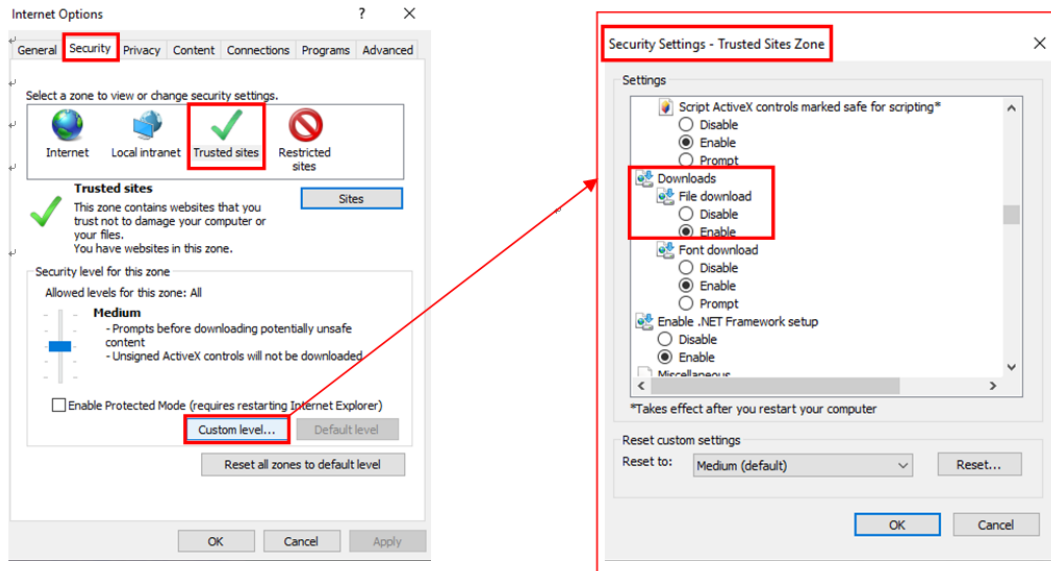 Internet Options ? ×
General Security Privacy Content Connections Programs Advanced
Select a zone to view or change security settings.
Internet Local intranet Trusted sites Restricted
sites
Trusted sites
This zone contains websites that you
trust not to damage your computer or
your files.
You have websites in this zone.
Sites
Security level for this zone
Allowed levels for this zone: All
Medium
- Prompts before downloading potentially unsafe
content
- Unsigned ActiveX controls will not be downloaded
Enable Protected Mode (requires restarting Internet Explorer)
Custom level... Default level
Reset all zones to default level
OK Cancel Apply
Security Settings - Trusted Sites Zone ×
Settings
Script ActiveX controls marked safe for scripting*
Disable
Enable
Prompt
Downloads
File download
Disable
Enable
Font download
Disable
Enable
Prompt
Enable .NET Framework setup
Disable
Enable
Miscellaneous
*Takes effect after you restart your computer
Reset custom settings
Reset to: Medium (default) Reset...
OK Cancel